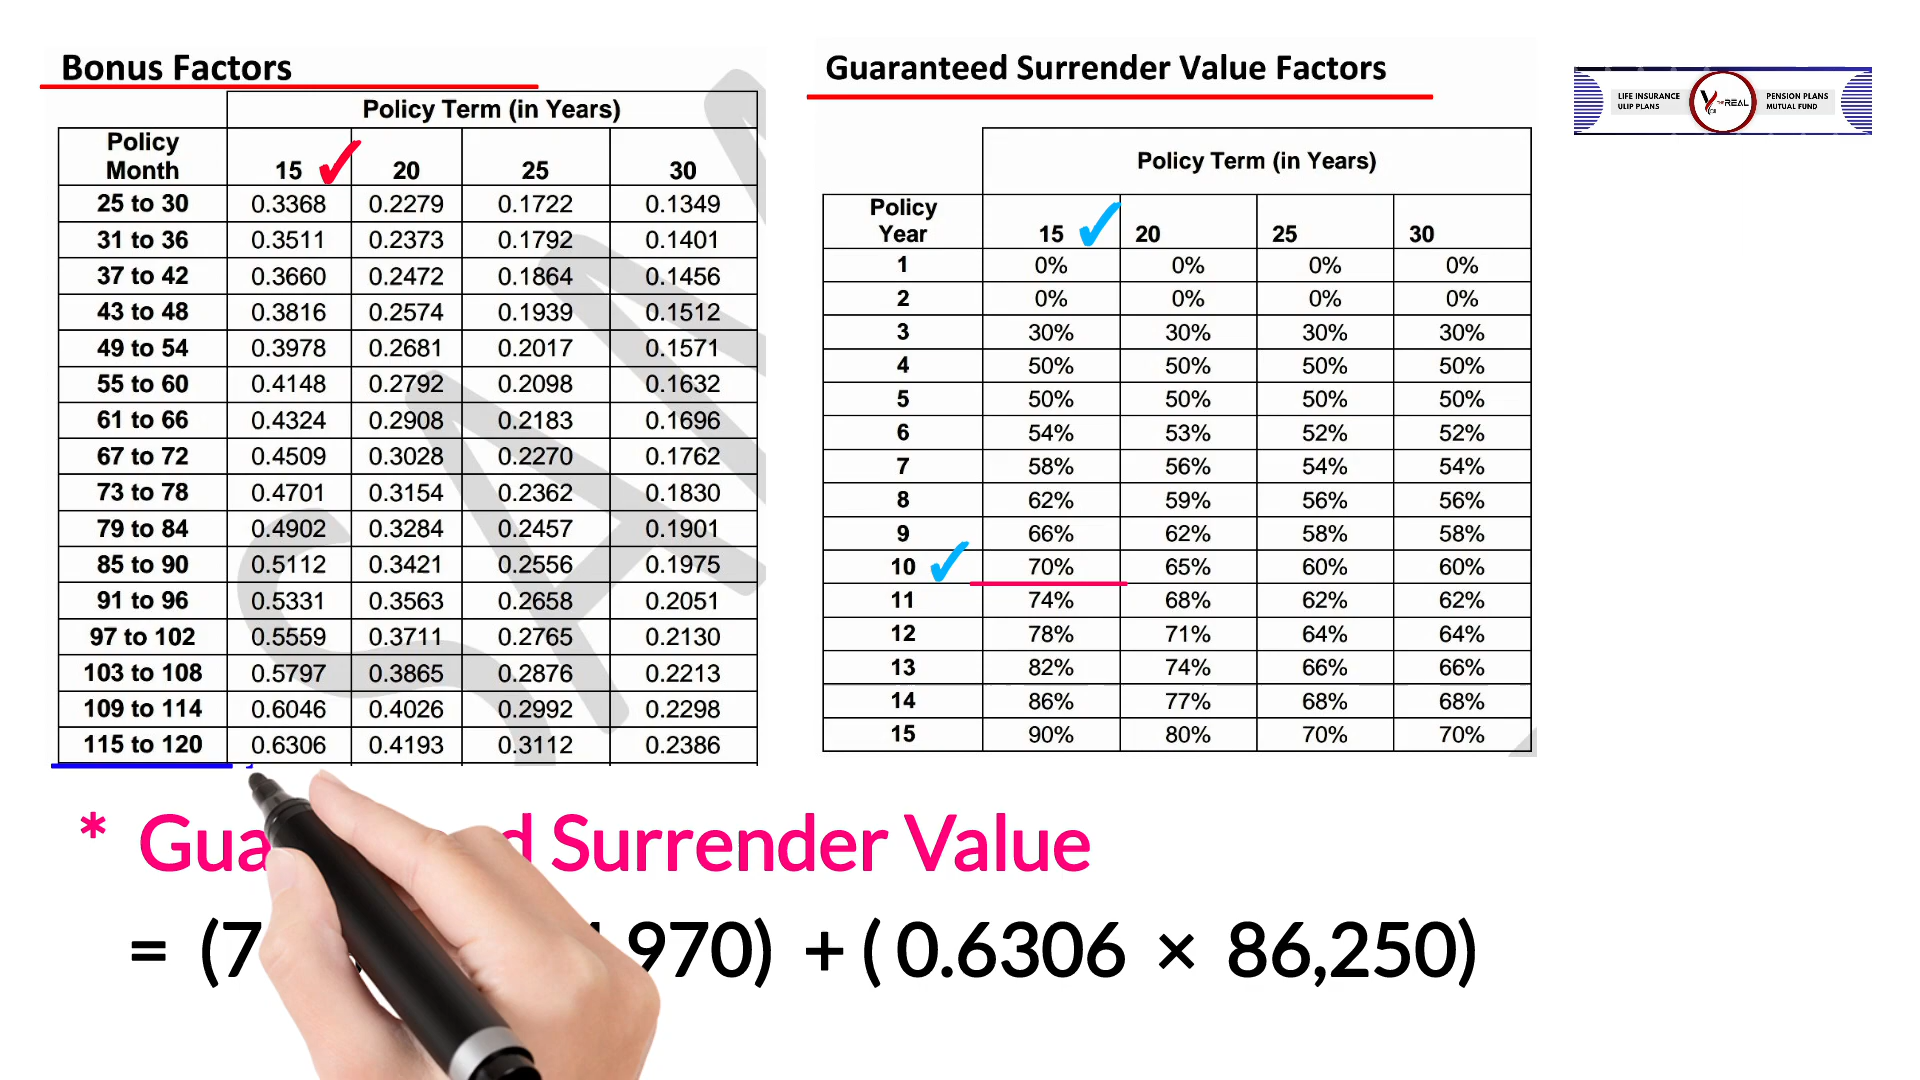 Bonus Factors
Policy Term (in Years)
Policy Month 15 20 25 30
25 to 30 0.3368 0.2279 0.1722 0.1349
31 to 36 0.3511 0.2373 0.1792 0.1401
37 to 42 0.3660 0.2472 0.1864 0.1456
43 to 48 0.3816 0.2574 0.1939 0.1512
49 to 54 0.3978 0.2681 0.2017 0.1571
55 to 60 0.4148 0.2792 0.2098 0.1632
61 to 66 0.4324 0.2908 0.2183 0.1696
67 to 72 0.4509 0.3028 0.2270 0.1762
73 to 78 0.4701 0.3154 0.2362 0.1830
79 to 84 0.4902 0.3284 0.2457 0.1901
85 to 90 0.5112 0.3421 0.2556 0.1975
91 to 96 0.5331 0.3563 0.2658 0.2051
97 to 102 0.5559 0.3711 0.2765 0.2130
103 to 108 0.5797 0.3865 0.2876 0.2213
109 to 114 0.6046 0.4026 0.2992 0.2298
115 to 120 0.6306 0.4193 0.3112 0.2386
Guaranteed Surrender Value Factors
Policy Term (in Years)
Policy Year 15 20 25 30
1 0% 0% 0% 0%
2 0% 0% 0% 0%
3 30% 30% 30% 30%
4 50% 50% 50% 50%
5 50% 50% 50% 50%
6 54% 53% 52% 52%
7 58% 56% 54% 54%
8 62% 59% 56% 56%
9 66% 62% 58% 58%
10 70% 65% 60% 60%
11 74% 68% 62% 62%
12 78% 71% 64% 64%
13 82% 74% 66% 66%
14 86% 77% 68% 68%
15 90% 80% 70% 70%
LIFE INSURANCE
ULIP PLANS
THE REAL
PENSION PLANS
MUTUAL FUND
* Surrender Value
= (7 970) + ( 0.6306 × 86,250)